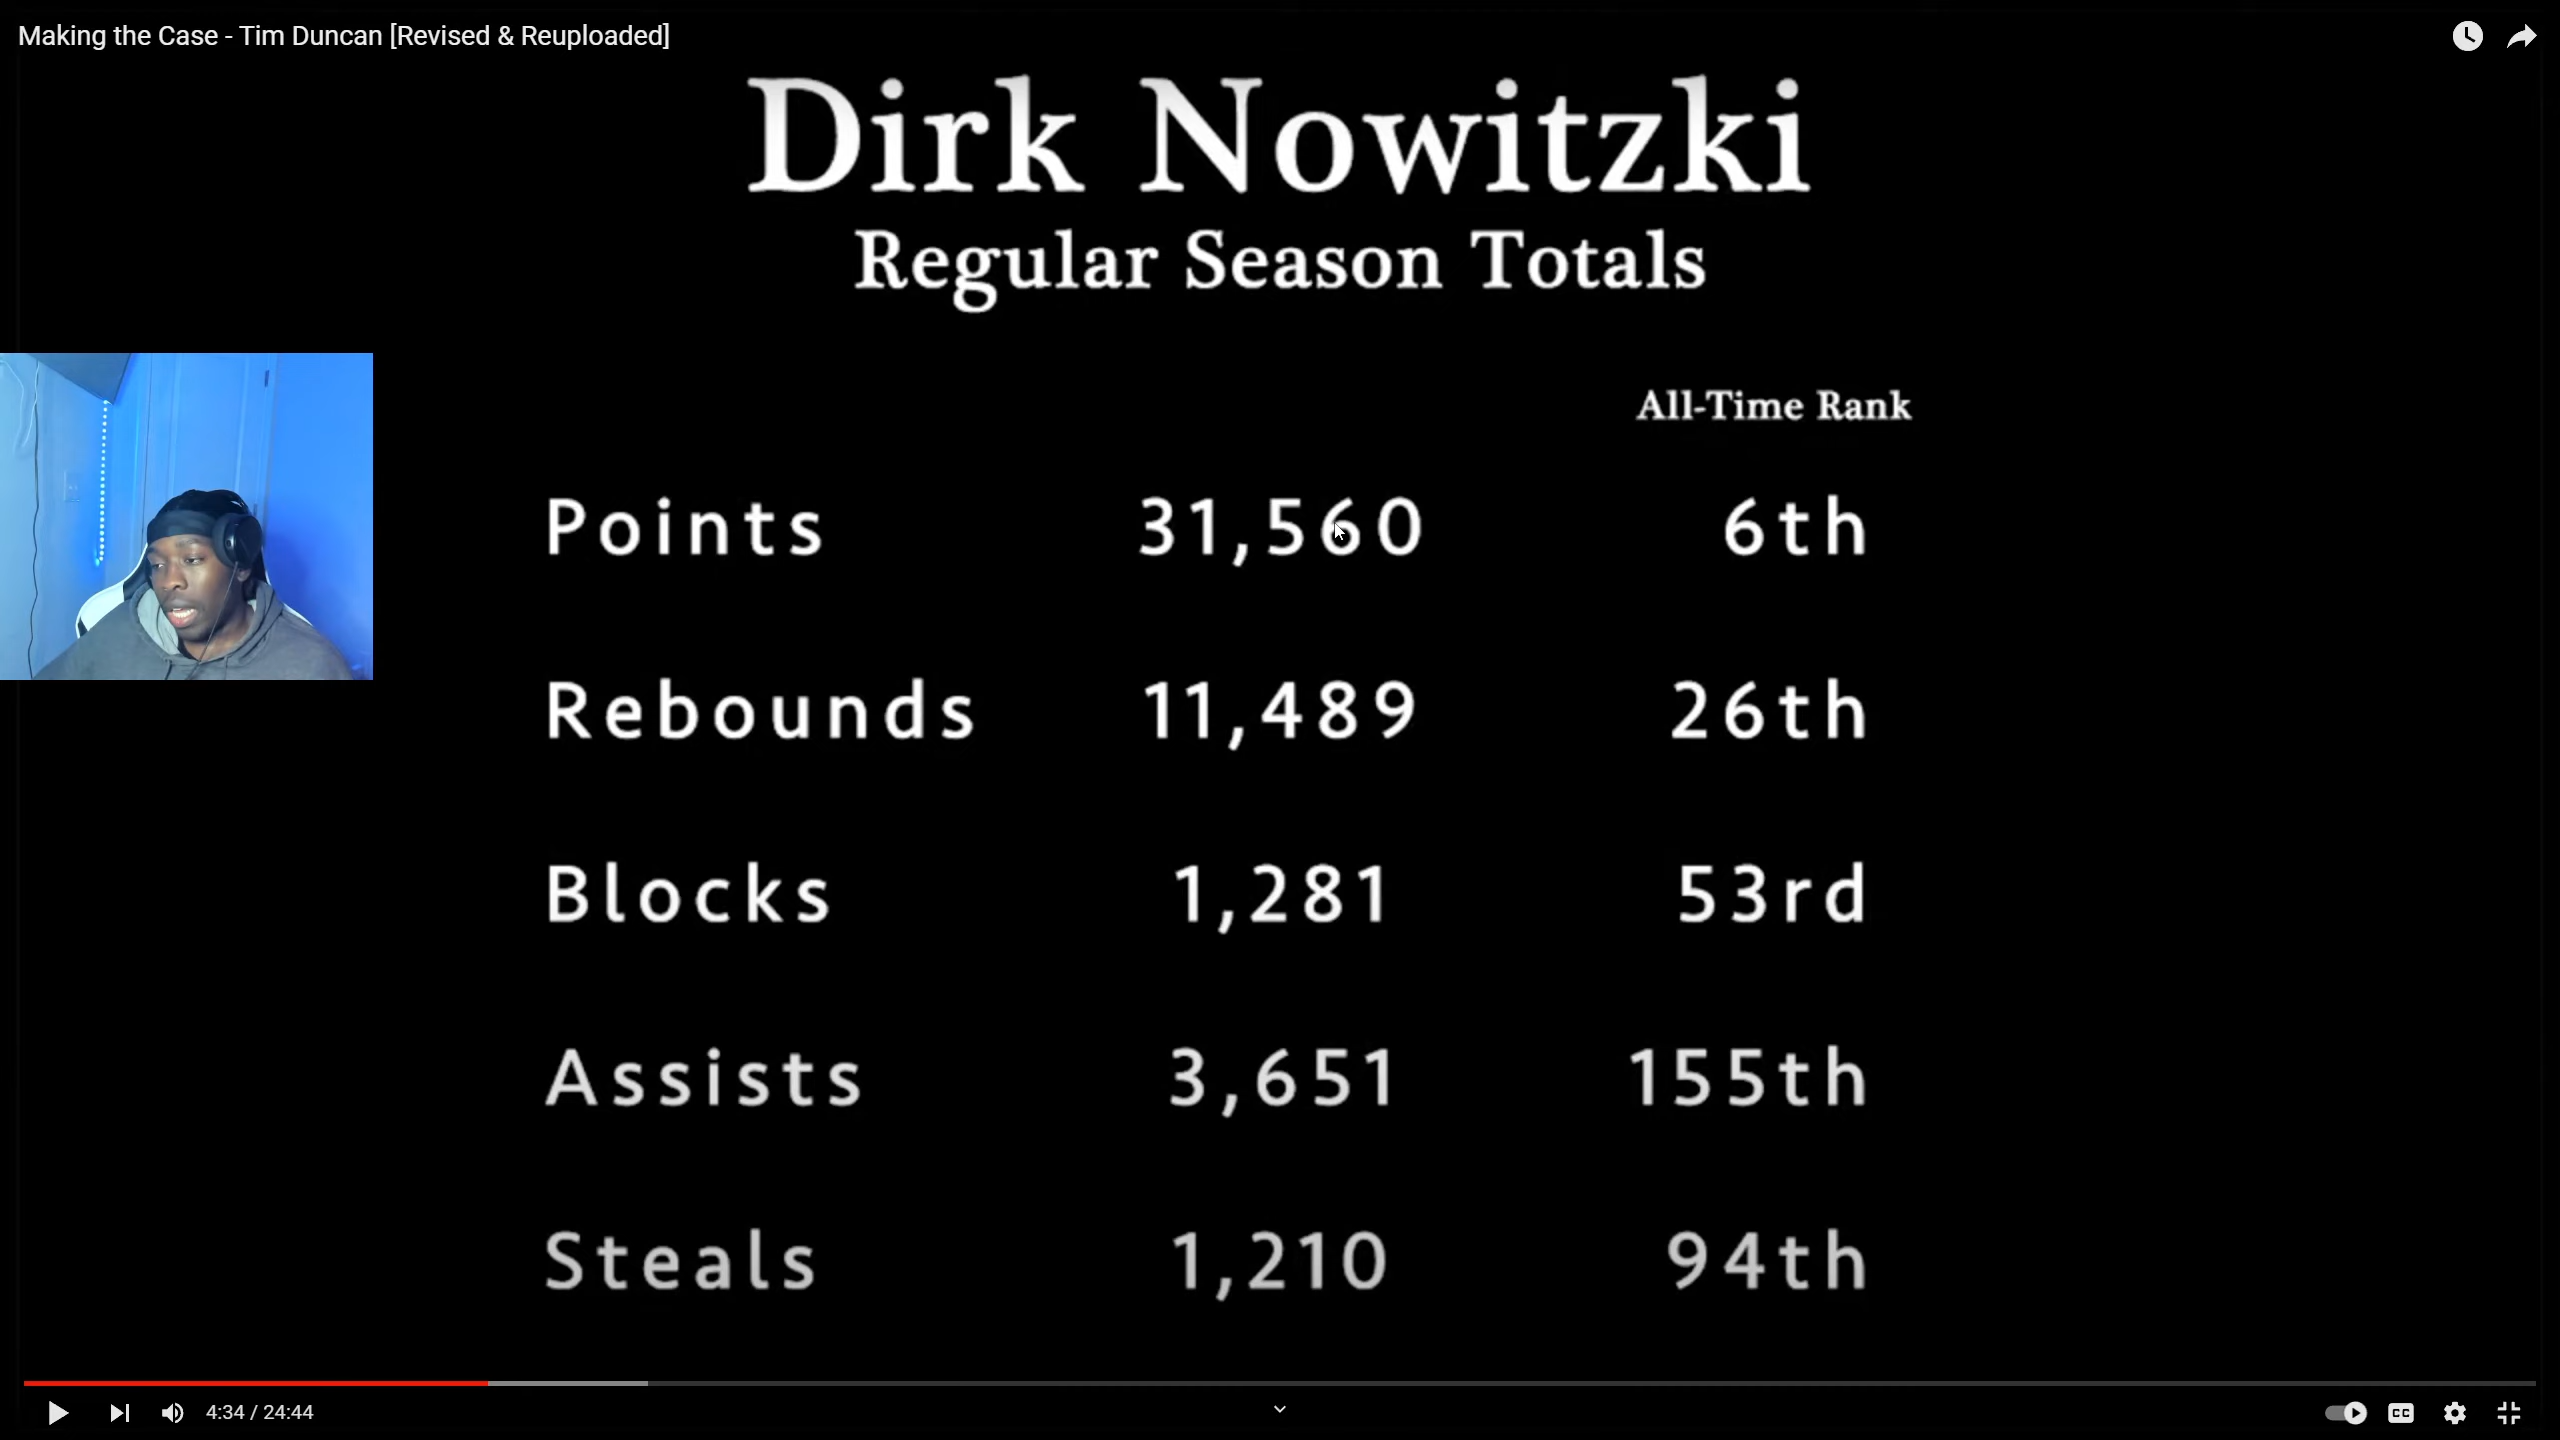 Making the Case - Tim Duncan [Revised & Reuploaded]
Dirk Nowitzki
Regular Season Totals
All-Time Rank
Points 31,560 6th
Rebounds 11,489 26th
Blocks 1,281 53rd
Assists 3,651 155th
Steals 1,210 94th
4:34 / 24:44
CC